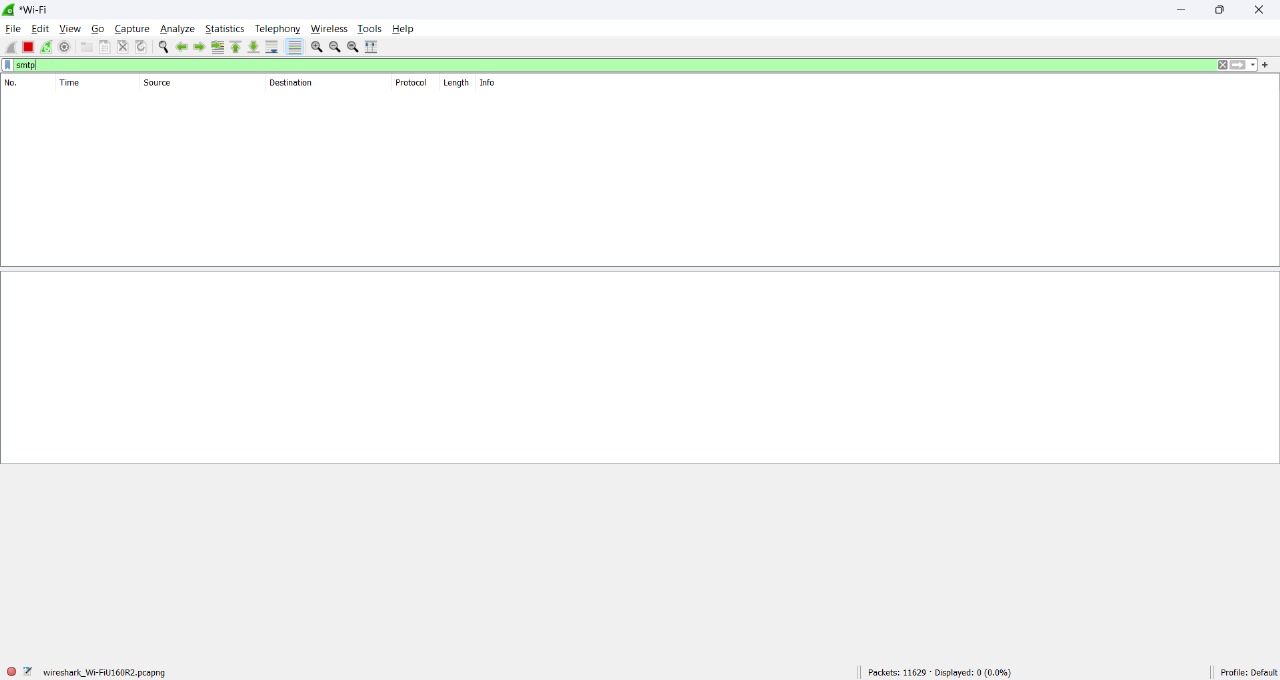 *Wi-Fi
File Edit View Go Capture Analyze Statistics Telephony Wireless Tools Help
smtp
No. Time Source Destination Protocol Length Info
wireshark_Wi-FiU160R2.pcapng Packets: 11629 · Displayed: 0 (0.0%) Profile: Default